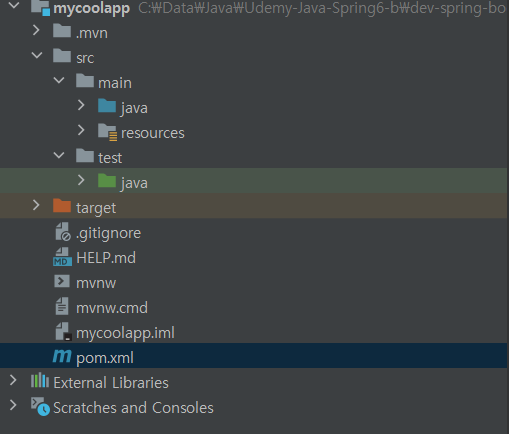 mycoolapp C:₩Data₩Java₩Udemy-Java-Spring6-b₩dev-spring-bo
.mvn
src
main
java
resources
test
java
target
.gitignore
MD HELP.md
mvnw
mvnw.cmd
mycoolapp.iml
m pom.xml
External Libraries
Scratches and Consoles